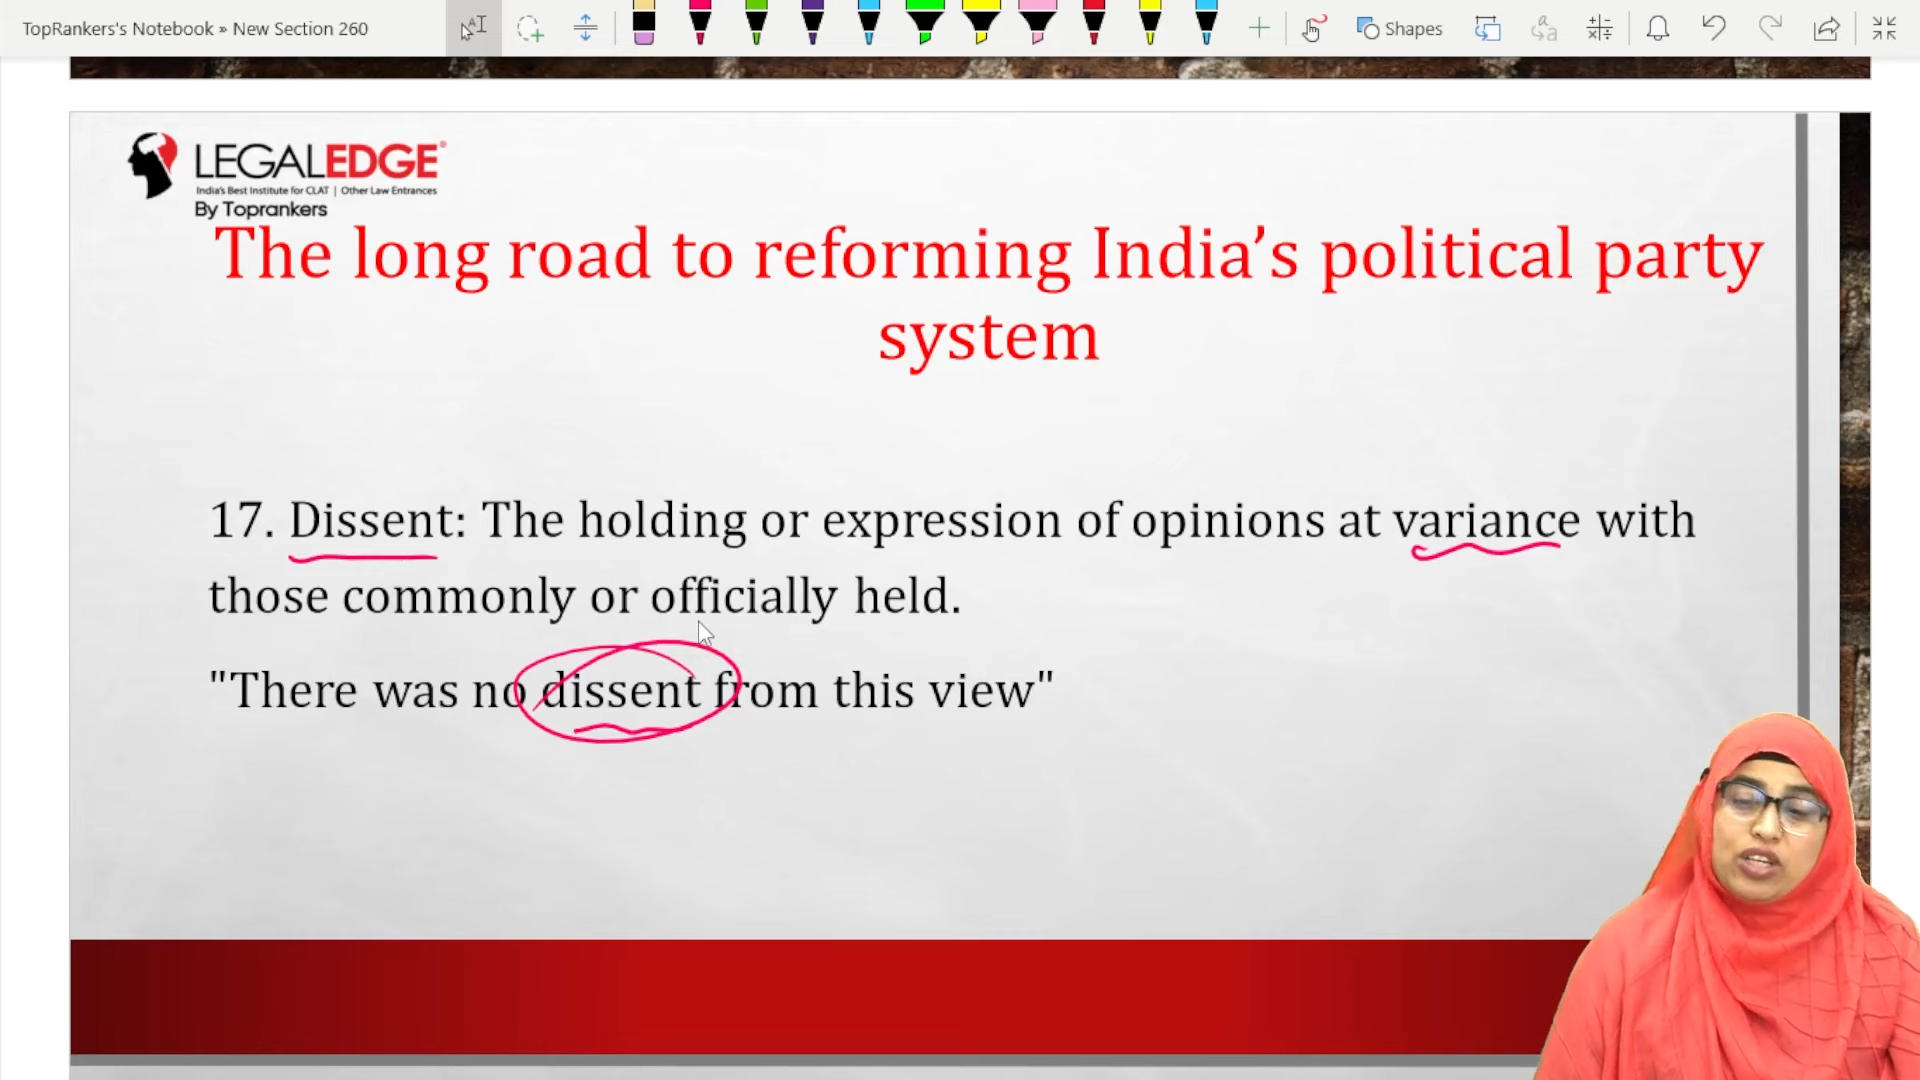 TopRankers's Notebook » New Section 260
Shapes
LEGALEDGE
India's Best Institute for CLAT | Other Law Entrances
By Toprankers
The long road to reforming India’s political party
system
17. Dissent: The holding or expression of opinions at variance with
those commonly or officially held.
"There was no dissent from this view"